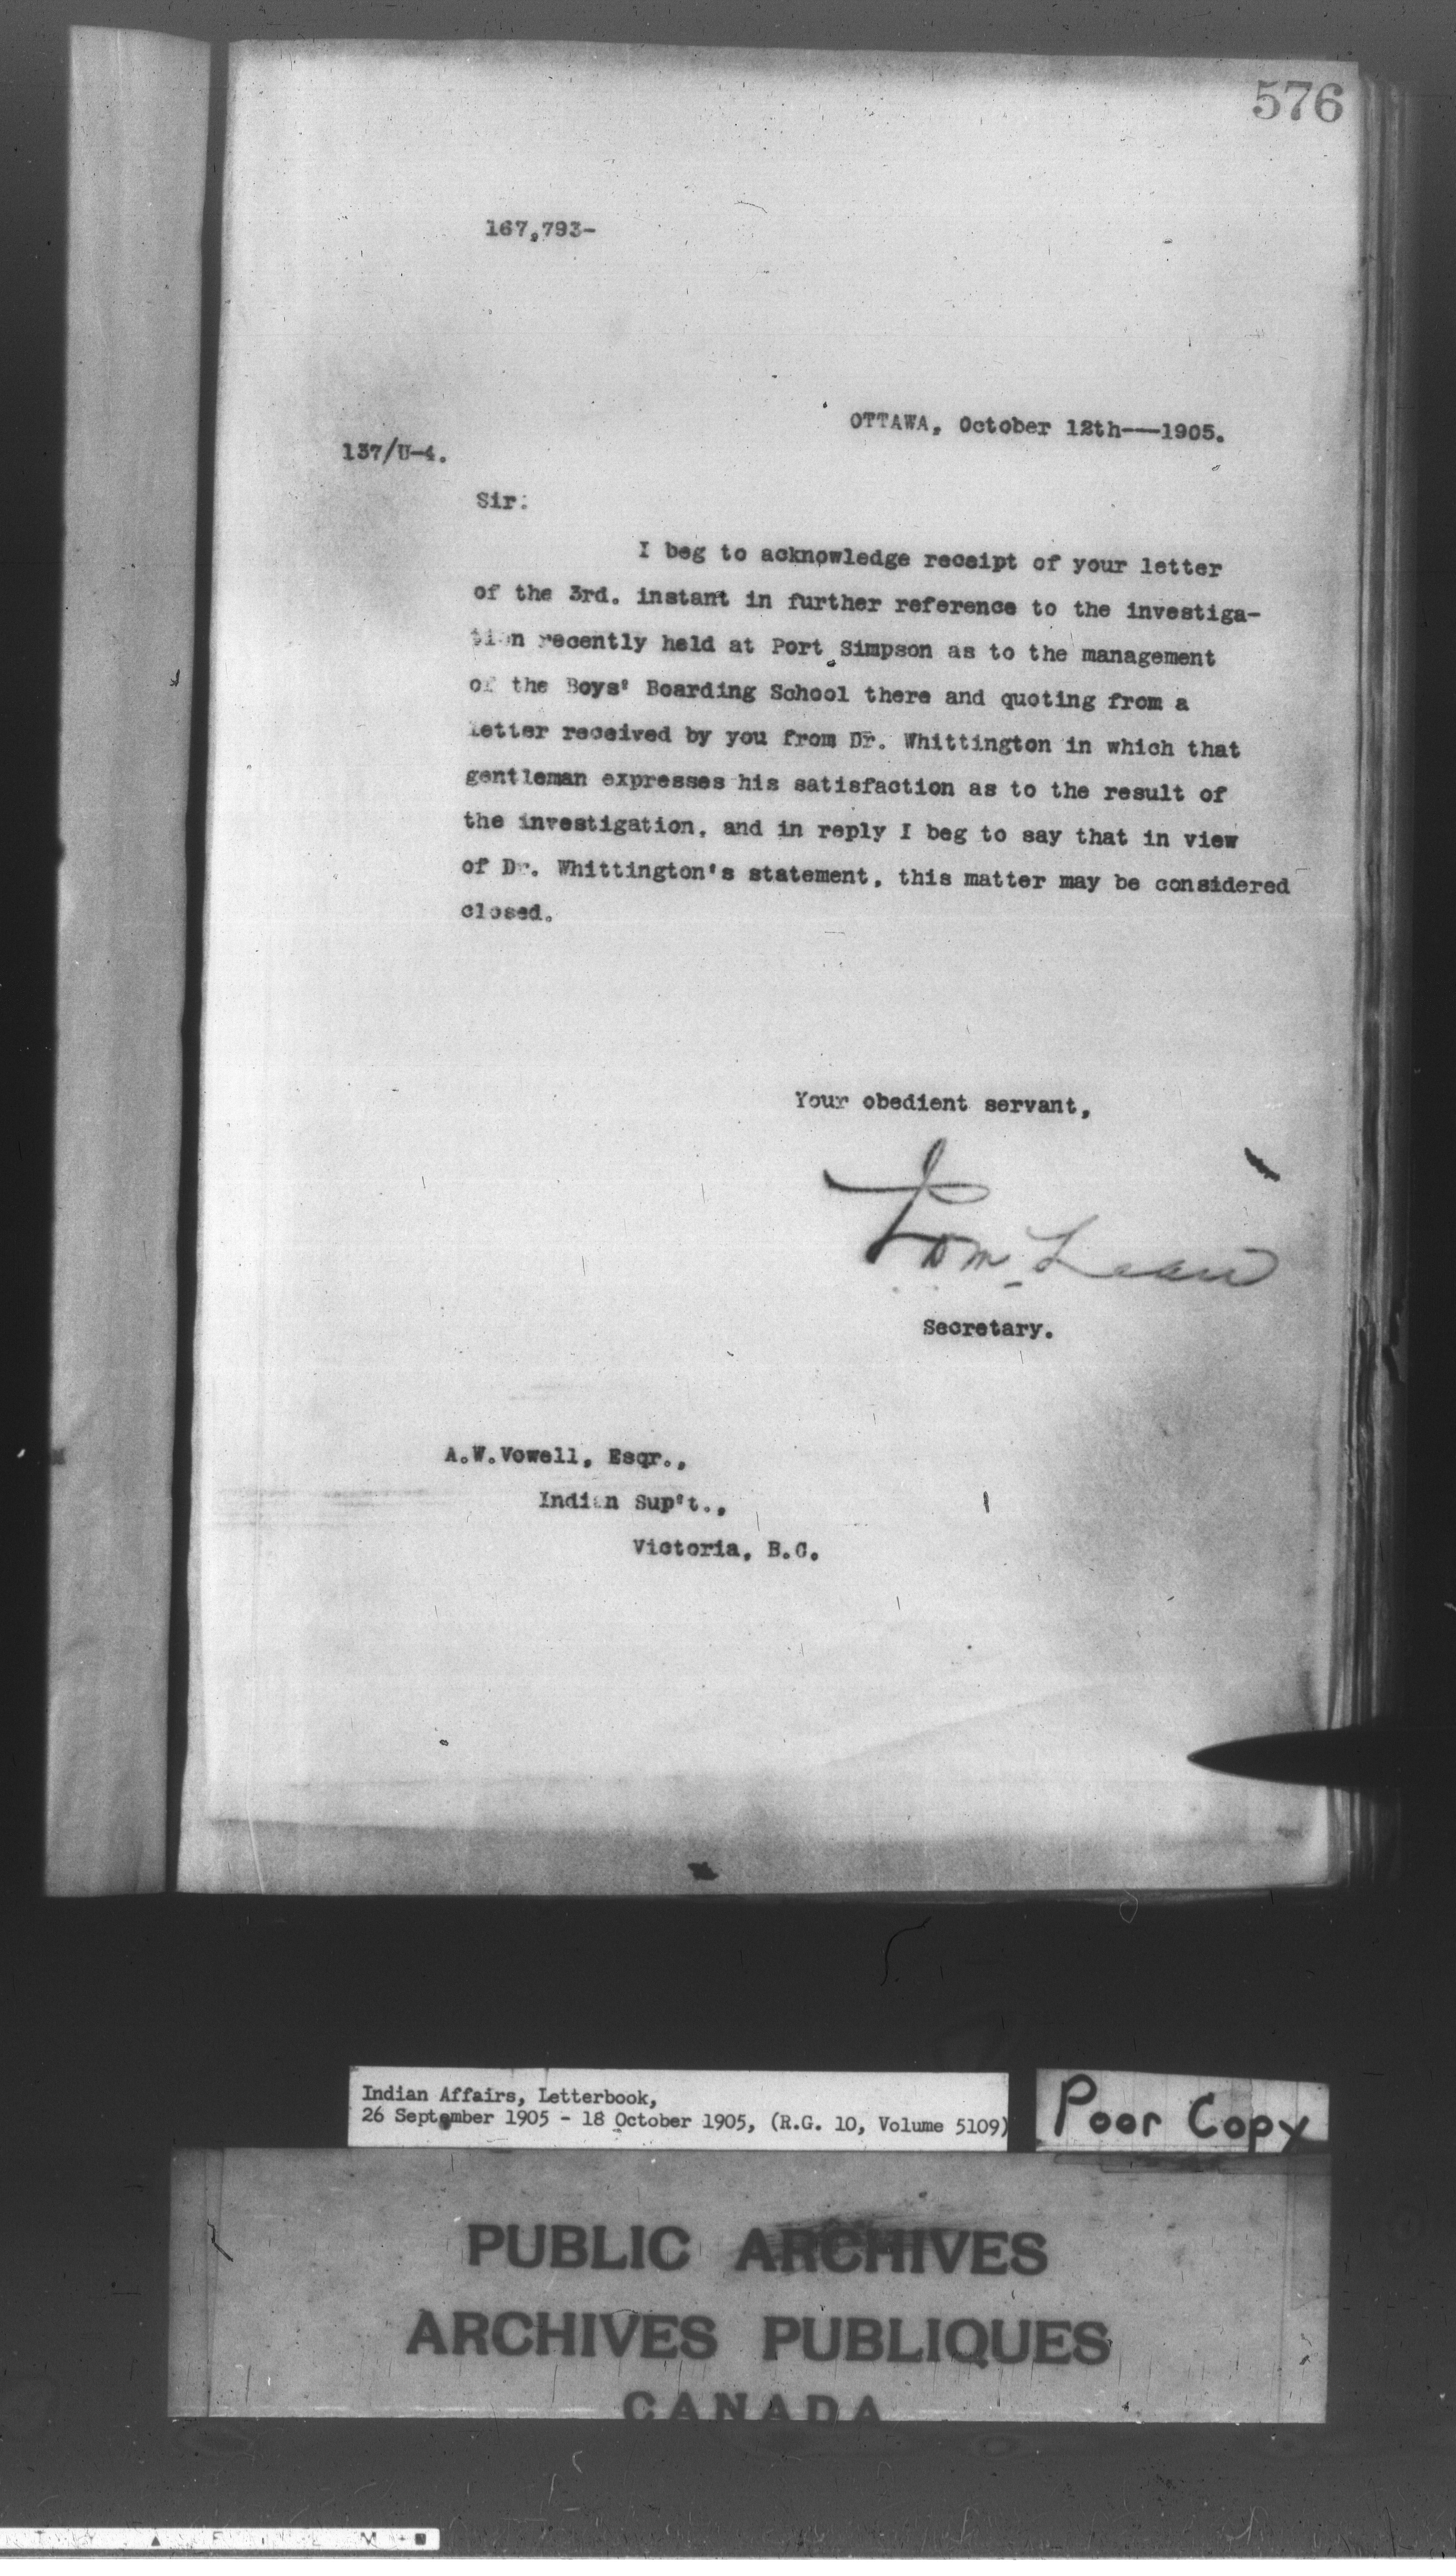 576
167,793-
OTTAWA, October 12th---1905.
137/U-4.
Sir:
I beg to acknowledge receipt of your letter
of the 3rd. instant in further reference to the investiga-
tion recently held at Port Simpson as to the management
of the Boys' Boarding School there and quoting from a
letter received by you from Dr. Whittington in which that
gentleman expresses his satisfaction as to the result of
the investigation, and in reply I beg to say that in view
of Dr. Whittington's statement, this matter may be considered
closed.
Your obedient servant,
Lean
Secretary.
A.W.Vowell, Esqr.,
Indian Sup't.,
Victoria, B.C.
Indian Affairs, Letterbook,
26 September 1905 - 18 October 1905, (R.G. 10, Volume 5109)
Poor Copy
PUBLIC ARCHIVES
ARCHIVES PUBLIQUES
CANADA